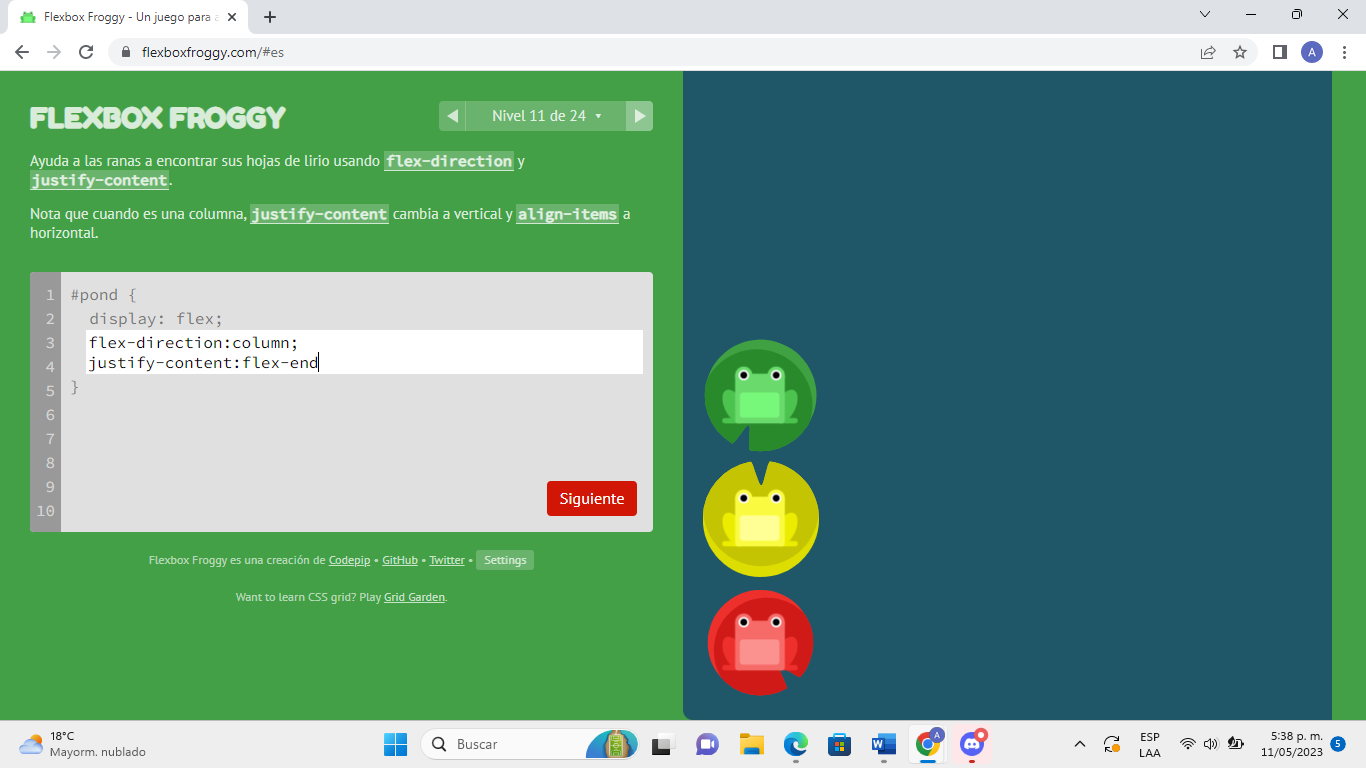 Flexbox Froggy - Un juego para a
flexboxfroggy.com/#es
A
FLEXBOX FROGGY
Nivel 11 de 24
Ayuda a las ranas a encontrar sus hojas de lirio usando flex-direction y
justify-content.
Nota que cuando es una columna, justify-content cambia a vertical y align-items a
horizontal.
1 #pond {
2 display: flex;
3 flex-direction:column;
4 justify-content:flex-end
5 }
6
7
8
9
10
Siguiente
Flexbox Froggy es una creación de Codepip • GitHub • Twitter • Settings
Want to learn CSS grid? Play Grid Garden.
18°C
Mayorm. nublado
Buscar
A
ESP
LAA
5:38 p. m.
11/05/2023
5